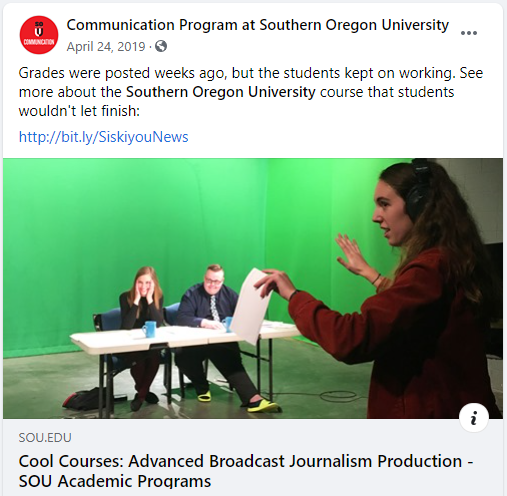 SO
U
COMMUNICATION
Communication Program at Southern Oregon University
April 24, 2019 ·
Grades were posted weeks ago, but the students kept on working. See
more about the Southern Oregon University course that students
wouldn't let finish:
http://bit.ly/SiskiyouNews
SOU.EDU
Cool Courses: Advanced Broadcast Journalism Production -
SOU Academic Programs